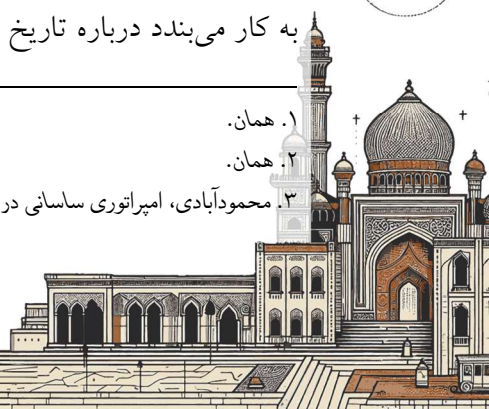 به کار می‌بندد درباره تاریخ
۱. همان.
۲. همان.
۳. محمودآبادی، امپراتوری ساسانی در